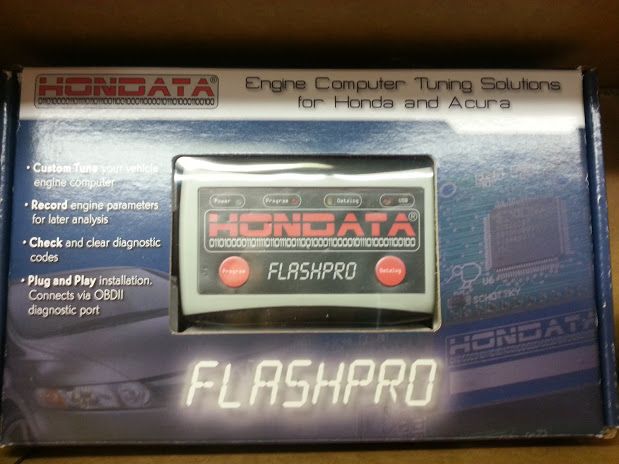 HONDATA®
Engine Computer Tuning Solutions
for Honda and Acura
• Custom Tune your vehicle
engine computer
• Record engine parameters
for later analysis
• Check and clear diagnostic
codes
• Plug and Play installation.
Connects via OBDII
diagnostic port
Power Program Datalog USB
HONDATA®
FLASHPRO
Program Datalog
U6
SCHOTTKY
HONDATA
FLASHPRO